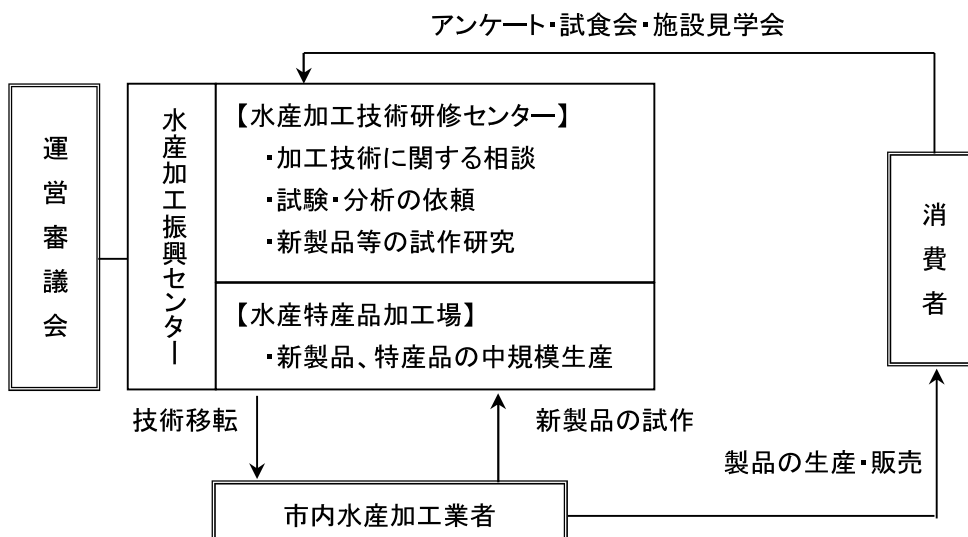 アンケート・試食会・施設見学会
運営審議会
水産加工振興センター
【水産加工技術研修センター】
・加工技術に関する相談
・試験・分析の依頼
・新製品等の試作研究
【水産特産品加工場】
・新製品、特産品の中規模生産
消費者
技術移転
新製品の試作
製品の生産・販売
市内水産加工業者